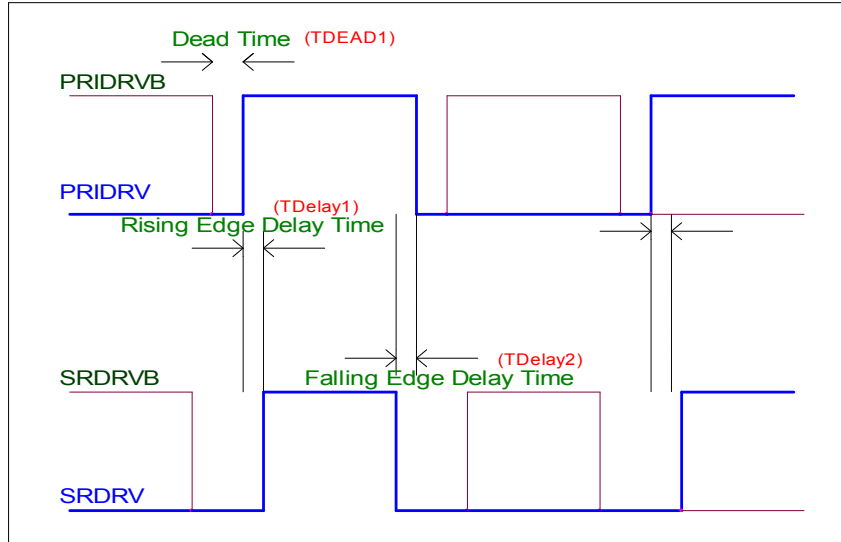 Dead Time (TDEAD1)
PRIDRVB
PRIDRV
(TDelay1)
Rising Edge Delay Time
(TDelay2)
SRDRVB
Falling Edge Delay Time
SRDRV